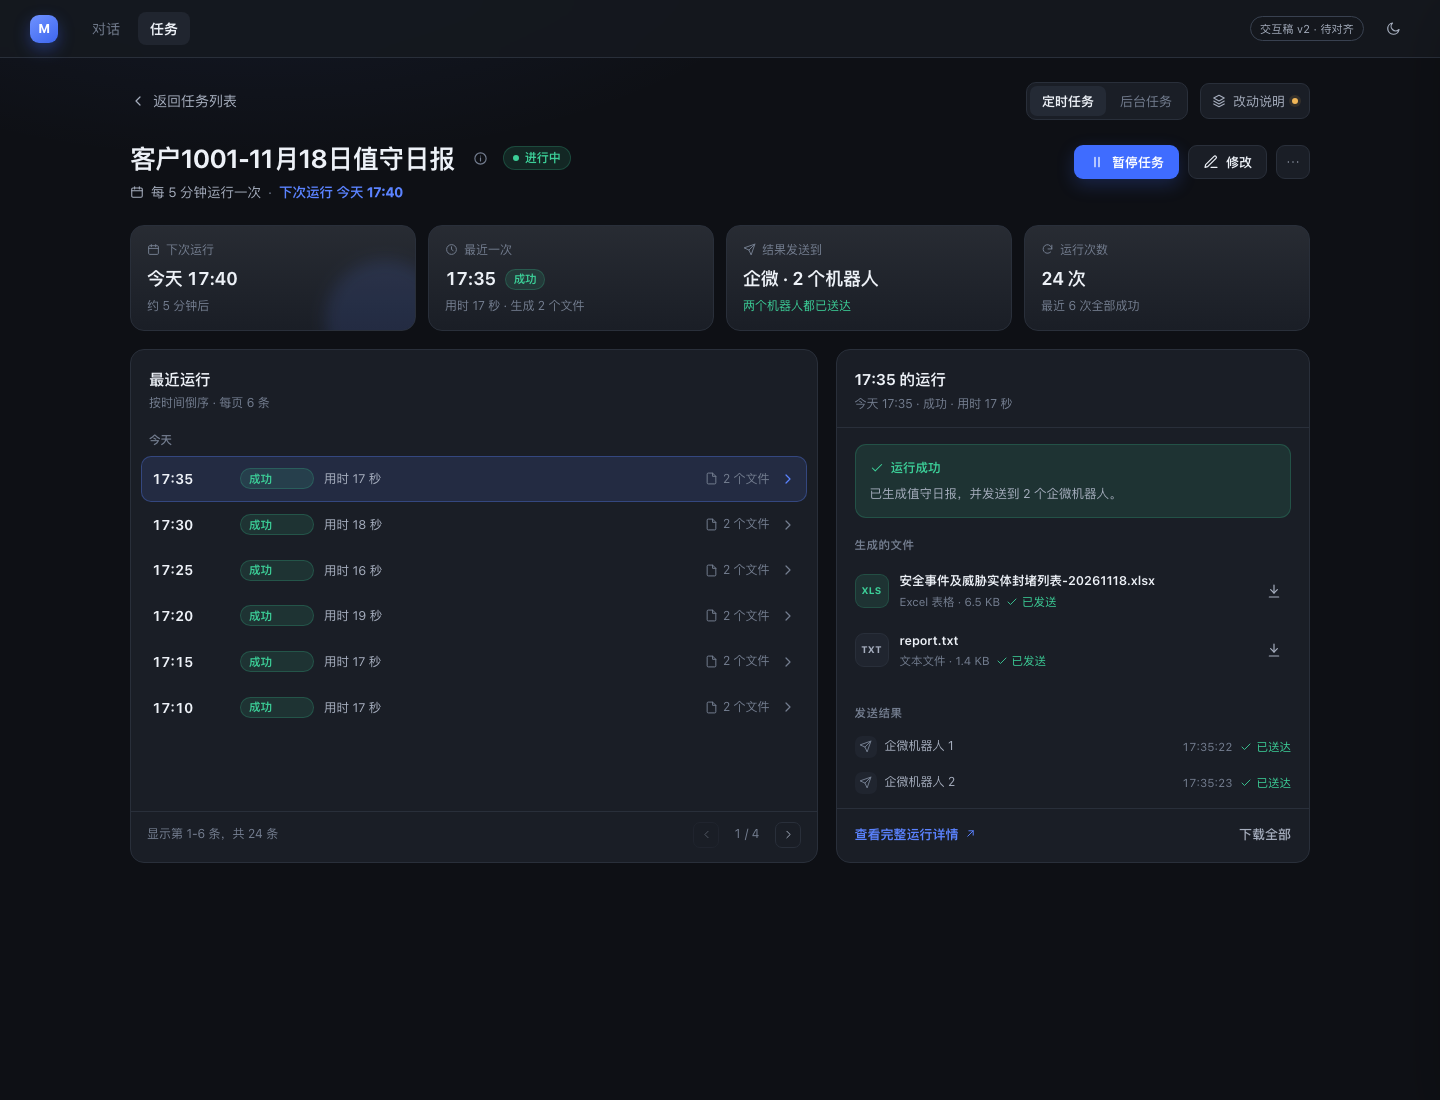 M
对话
任务
交互稿 v2 · 待对齐
返回任务列表
定时任务
后台任务
改动说明
客户1001-11月18日值守日报
进行中
暂停任务
修改
每 5 分钟运行一次 · 下次运行 今天 17:40
下次运行
今天 17:40
约 5 分钟后
最近一次
17:35 成功
用时 17 秒 · 生成 2 个文件
结果发送到
企微 · 2 个机器人
两个机器人都已送达
运行次数
24 次
最近 6 次全部成功
最近运行
按时间倒序 · 每页 6 条
今天
17:35 成功 用时 17 秒 2 个文件
17:30 成功 用时 18 秒 2 个文件
17:25 成功 用时 16 秒 2 个文件
17:20 成功 用时 19 秒 2 个文件
17:15 成功 用时 17 秒 2 个文件
17:10 成功 用时 17 秒 2 个文件
显示第 1-6 条，共 24 条
1 / 4
17:35 的运行
今天 17:35 · 成功 · 用时 17 秒
运行成功
已生成值守日报，并发送到 2 个企微机器人。
生成的文件
XLS
安全事件及威胁实体封堵列表-20261118.xlsx
Excel 表格 · 6.5 KB 已发送
TXT
report.txt
文本文件 · 1.4 KB 已发送
发送结果
企微机器人 1 17:35:22 已送达
企微机器人 2 17:35:23 已送达
查看完整运行详情
下载全部